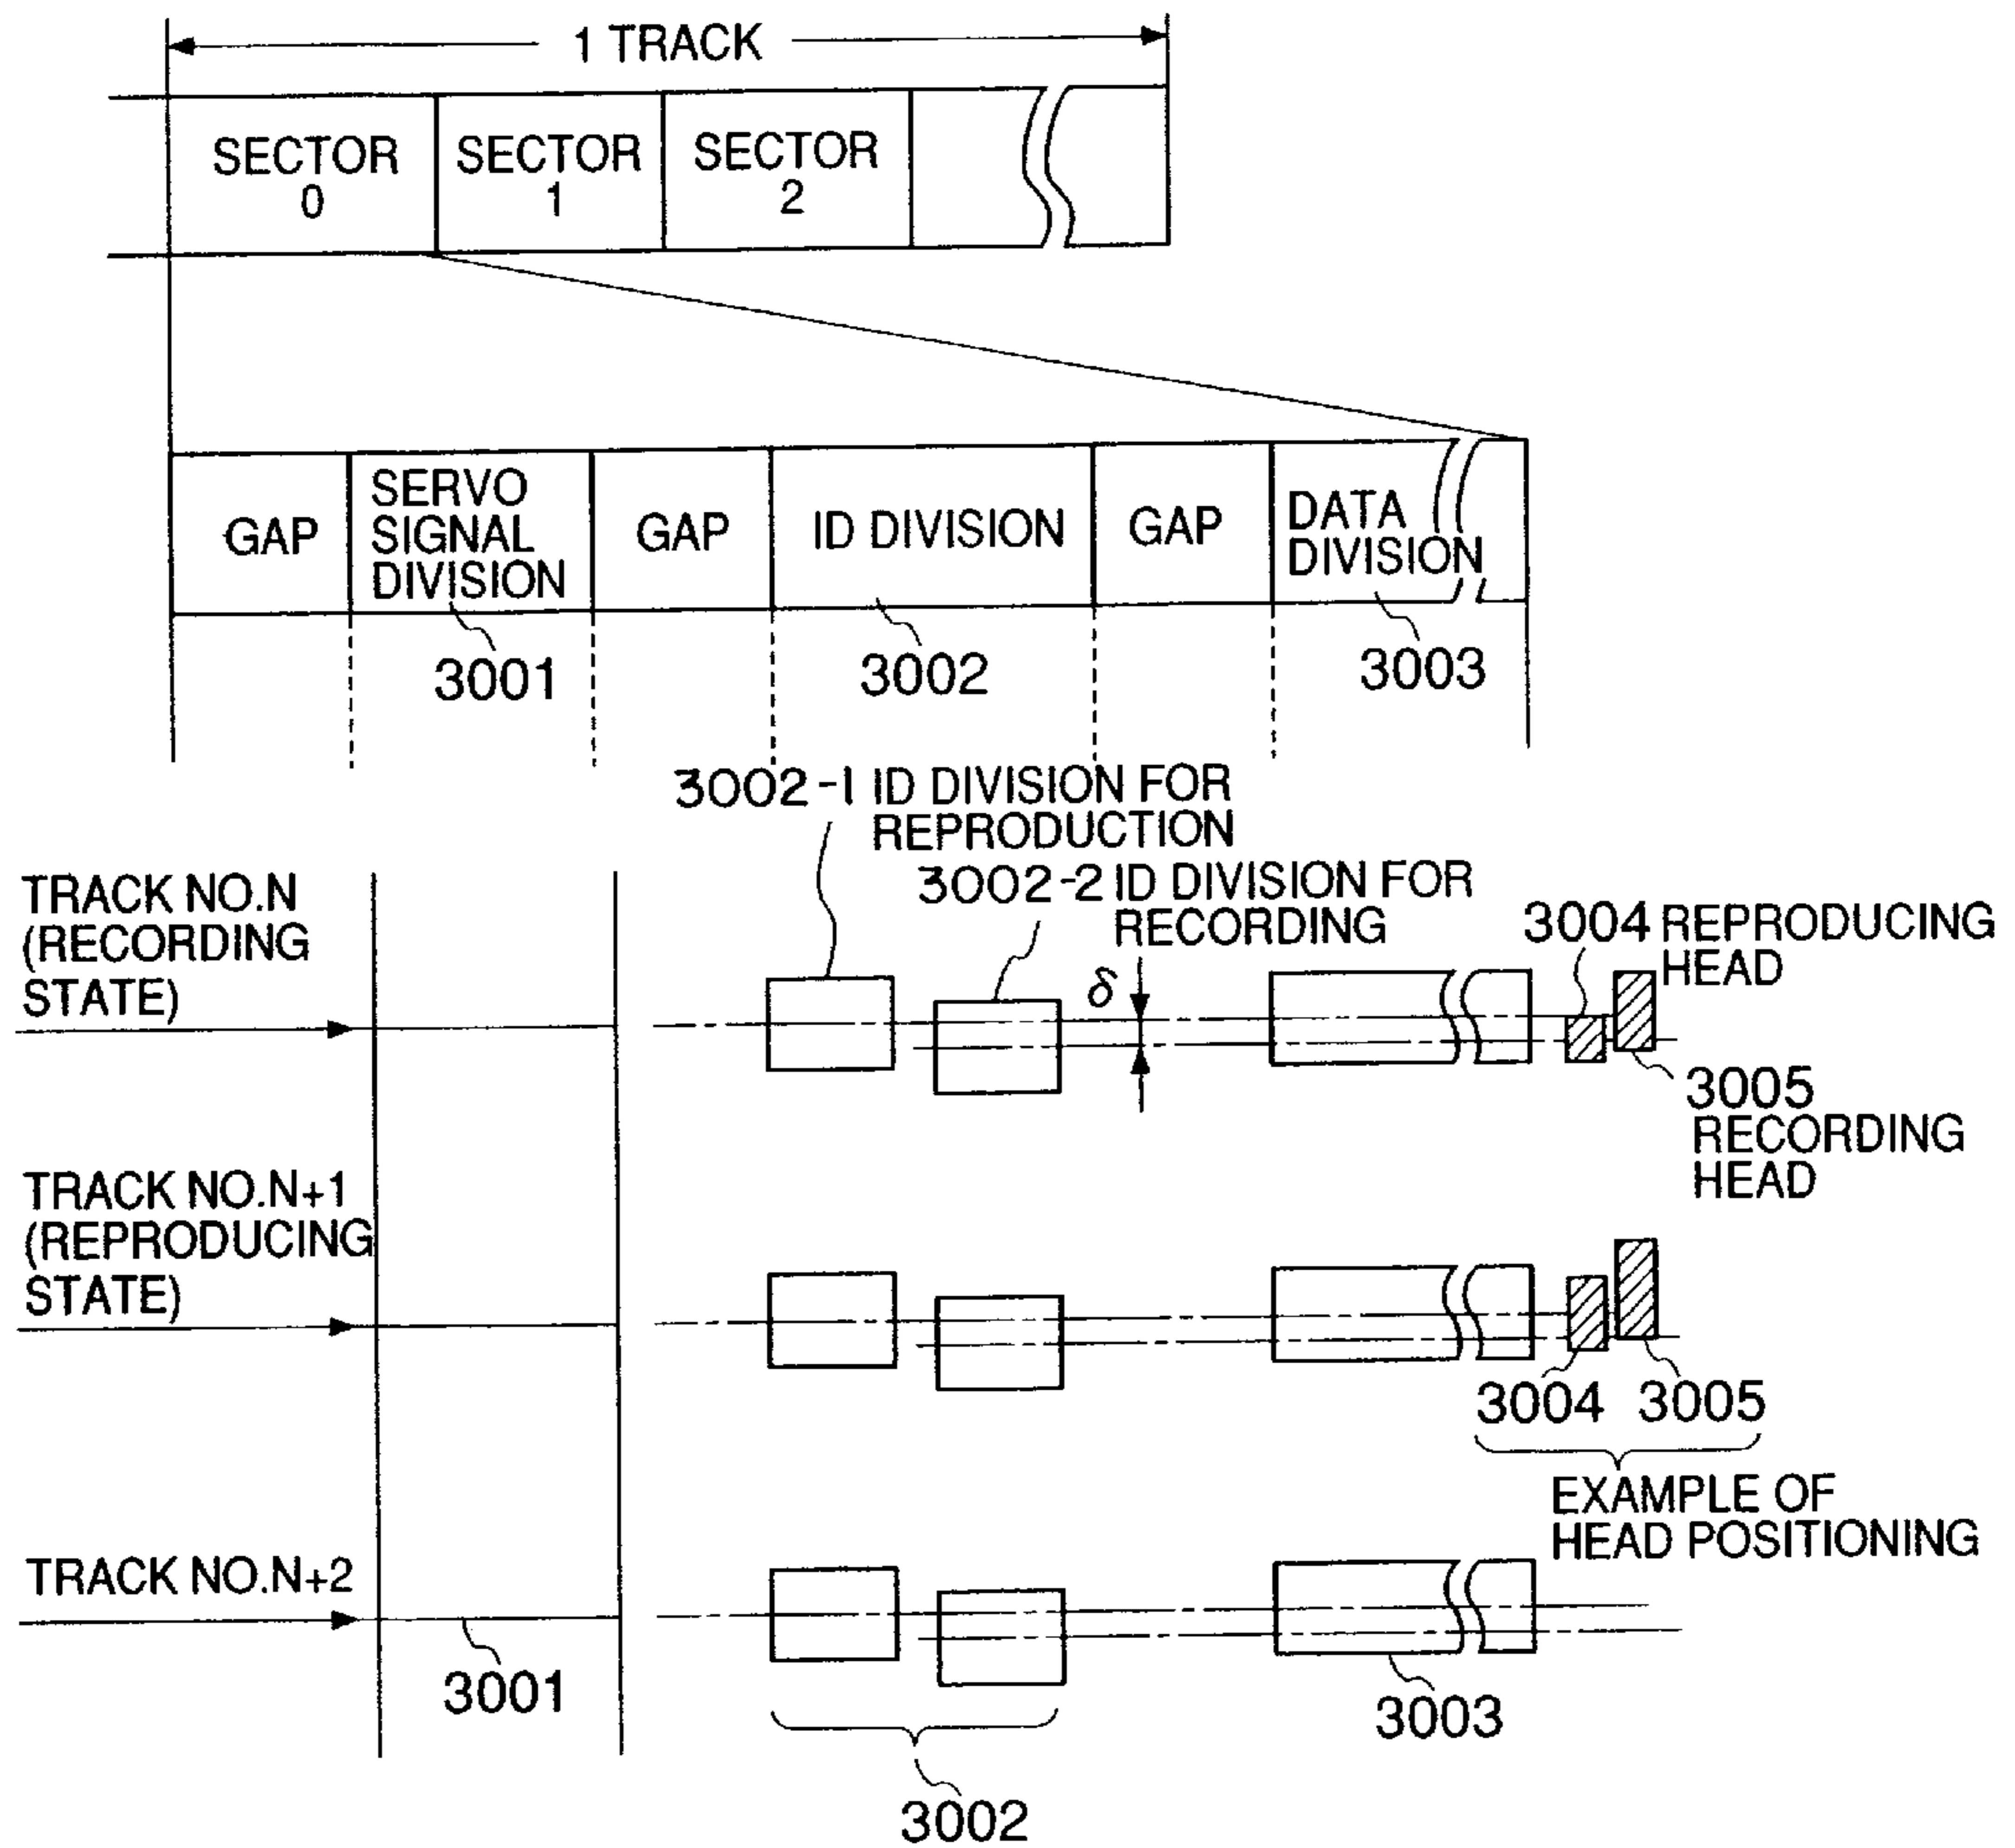 1 TRACK
SECTOR
0
SECTOR
1
SECTOR
2
GAP
SERVO
SIGNAL
DIVISION
GAP
ID DIVISION
GAP
DATA
DIVISION
3001
3002
3003
3002-1 ID DIVISION FOR
REPRODUCTION
3002-2 ID DIVISION FOR
RECORDING
TRACK NO.N
(RECORDING
STATE)
δ
3004 REPRODUCING
HEAD
3005
RECORDING
HEAD
TRACK NO.N+1
(REPRODUCING
STATE)
3004 3005
EXAMPLE OF
HEAD POSITIONING
TRACK NO.N+2
3001
3003
3002